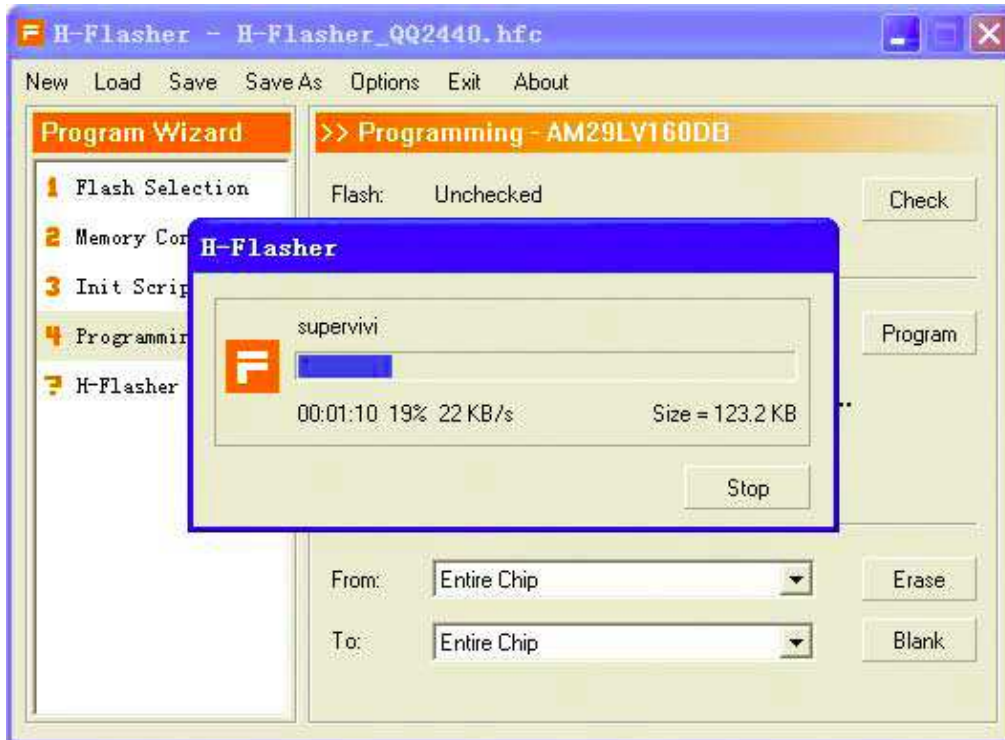 H-Flasher - H-Flasher_QQ2440.hfc
New Load Save Save As Options Exit About
Program Wizard
>> Programming - AM29LV160DB
1 Flash Selection
Flash: Unchecked
Check
2 Memory Con
H-Flasher
3 Init Scrip
supervivi
4 Programmin
Program
? H-Flasher
00:01:10 19% 22 KB/s
Size = 123.2 KB
..
Stop
From: Entire Chip
Erase
To: Entire Chip
Blank